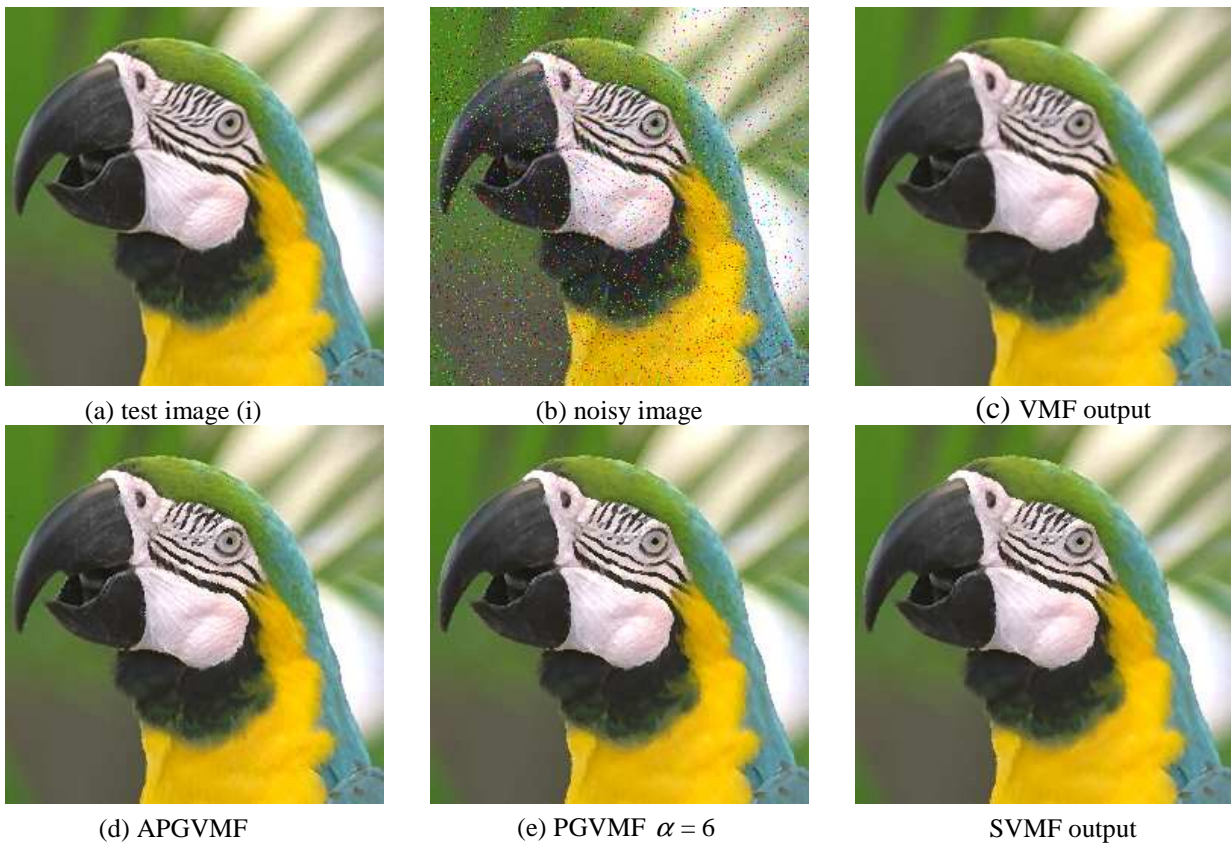 (a) test image (i)
(b) noisy image
(c) VMF output
(d) APGVMF
(e) PGVMF α = 6
SVMF output